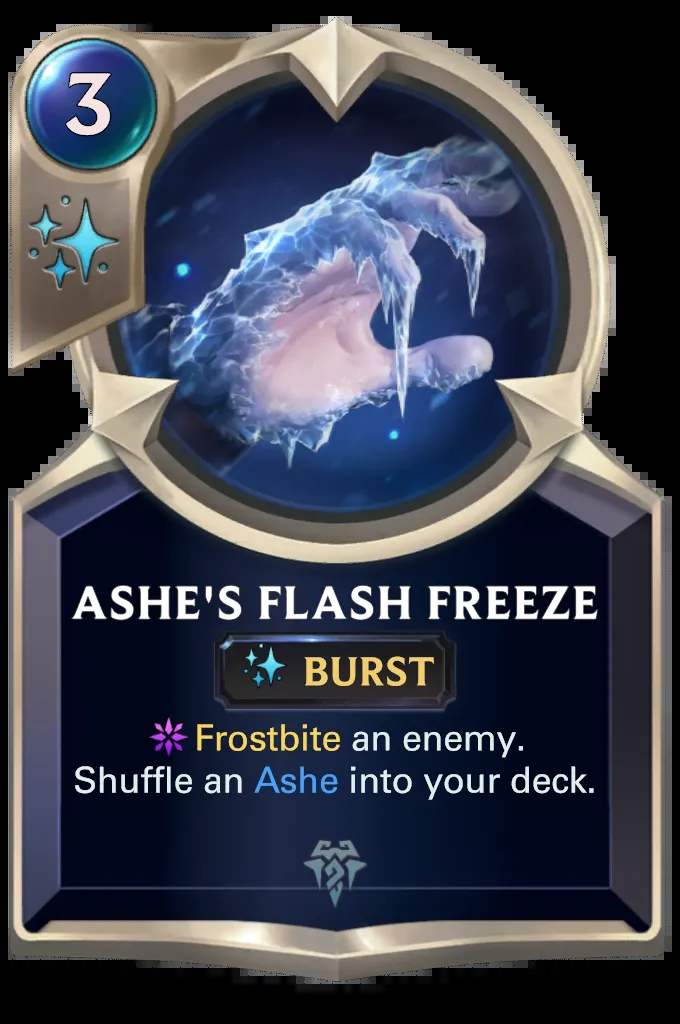 3
ASHE'S FLASH FREEZE
BURST
Frostbite an enemy.
Shuffle an Ashe into your deck.